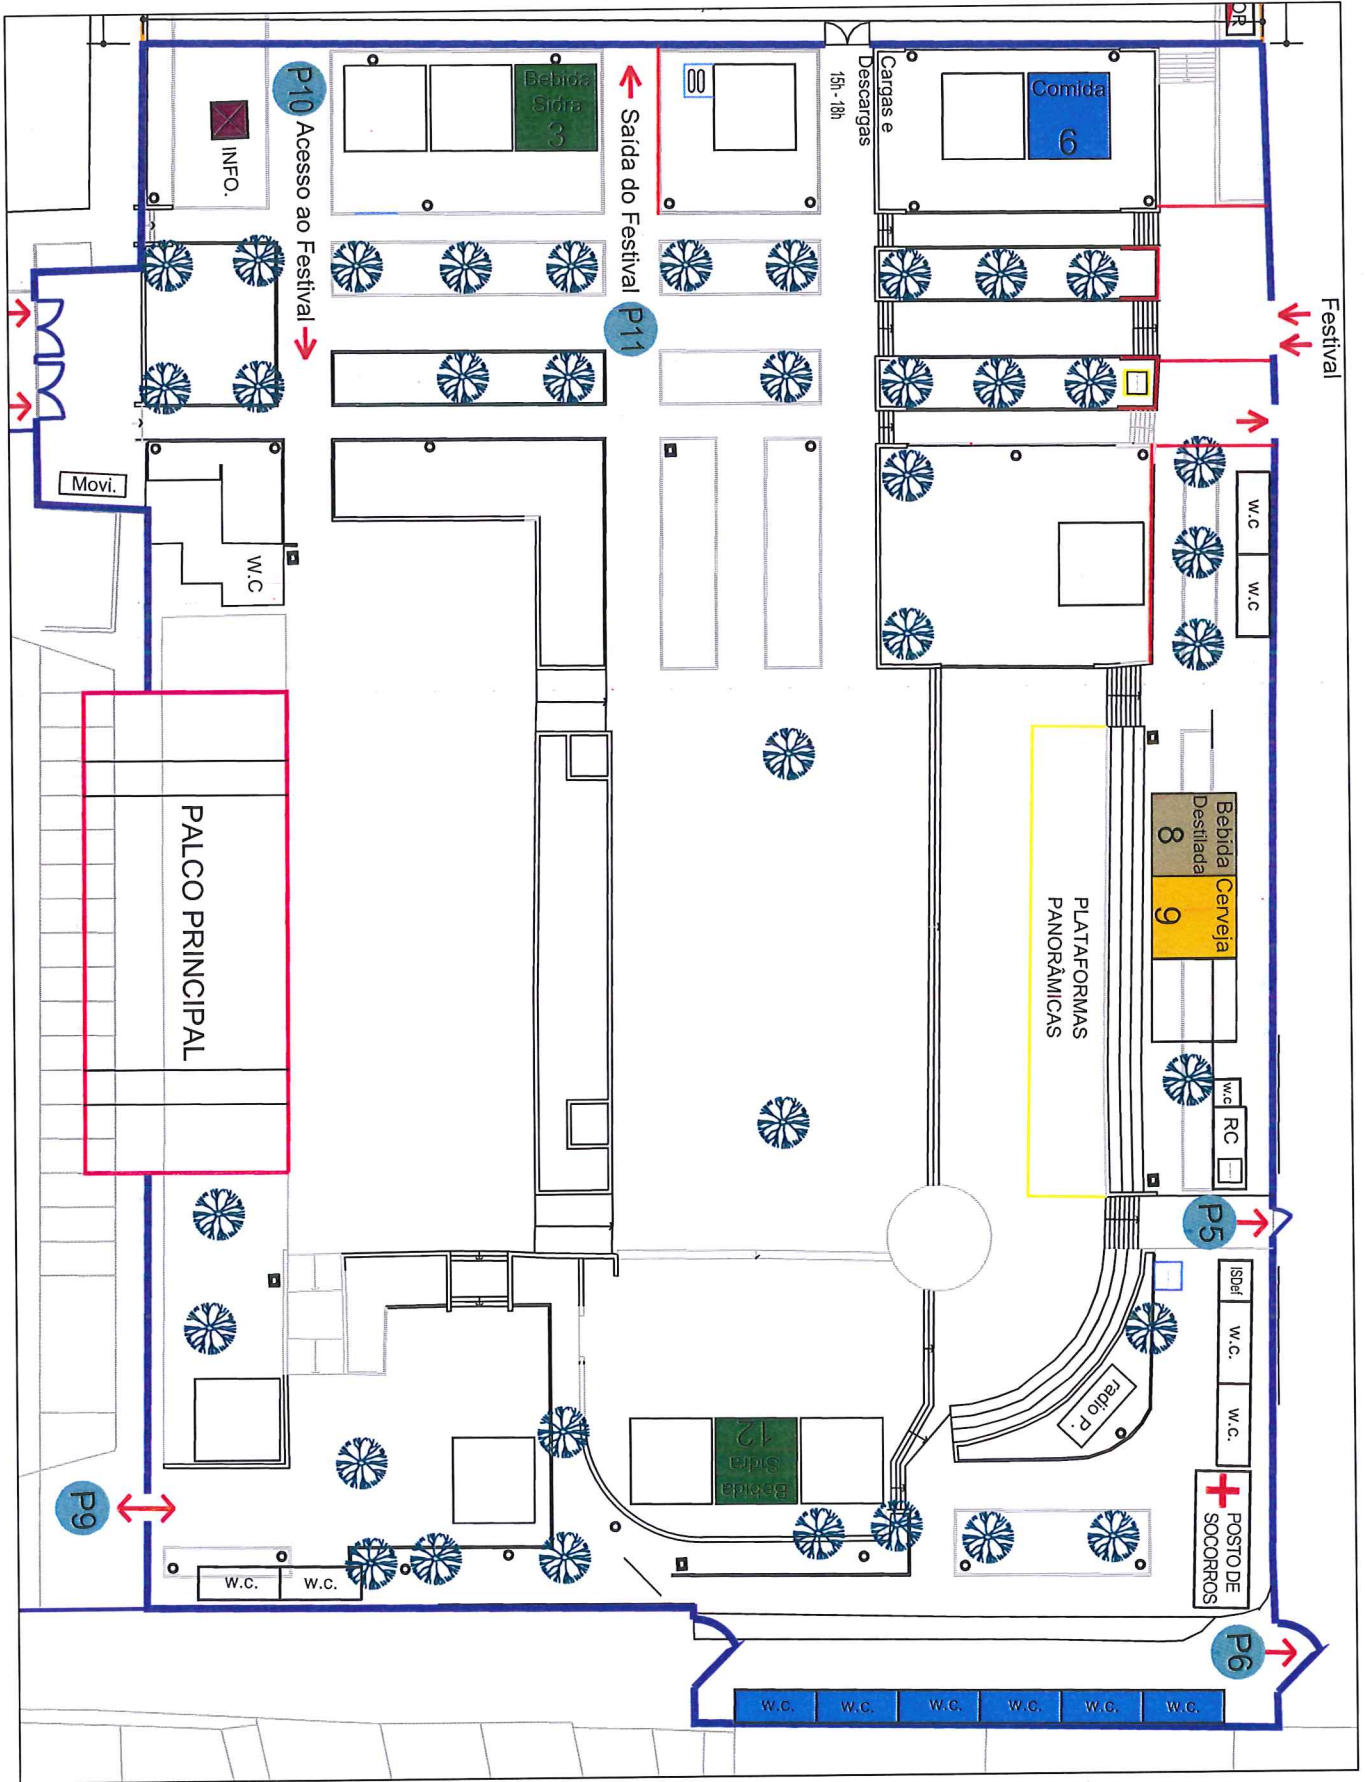 OR
Festival
Comida
6
Cargas e
Descargas
15h - 18h
Saída do Festival
P11
Bebida
Sidra
3
P10
Acesso ao Festival
INFO.
Movi.
W.C
w.c
w.c
PALCO PRINCIPAL
PLATAFORMAS
PANORÂMICAS
Bebida
Destilada
8
Cerveja
9
w.c
RC
P5
ISDef
w.c.
w.c.
radio P.
POSTO DE
SOCORROS
P6
Bebida
Sidra
12
P9
w.c.
w.c.
w.c.
w.c.
w.c.
w.c.
w.c.
w.c.